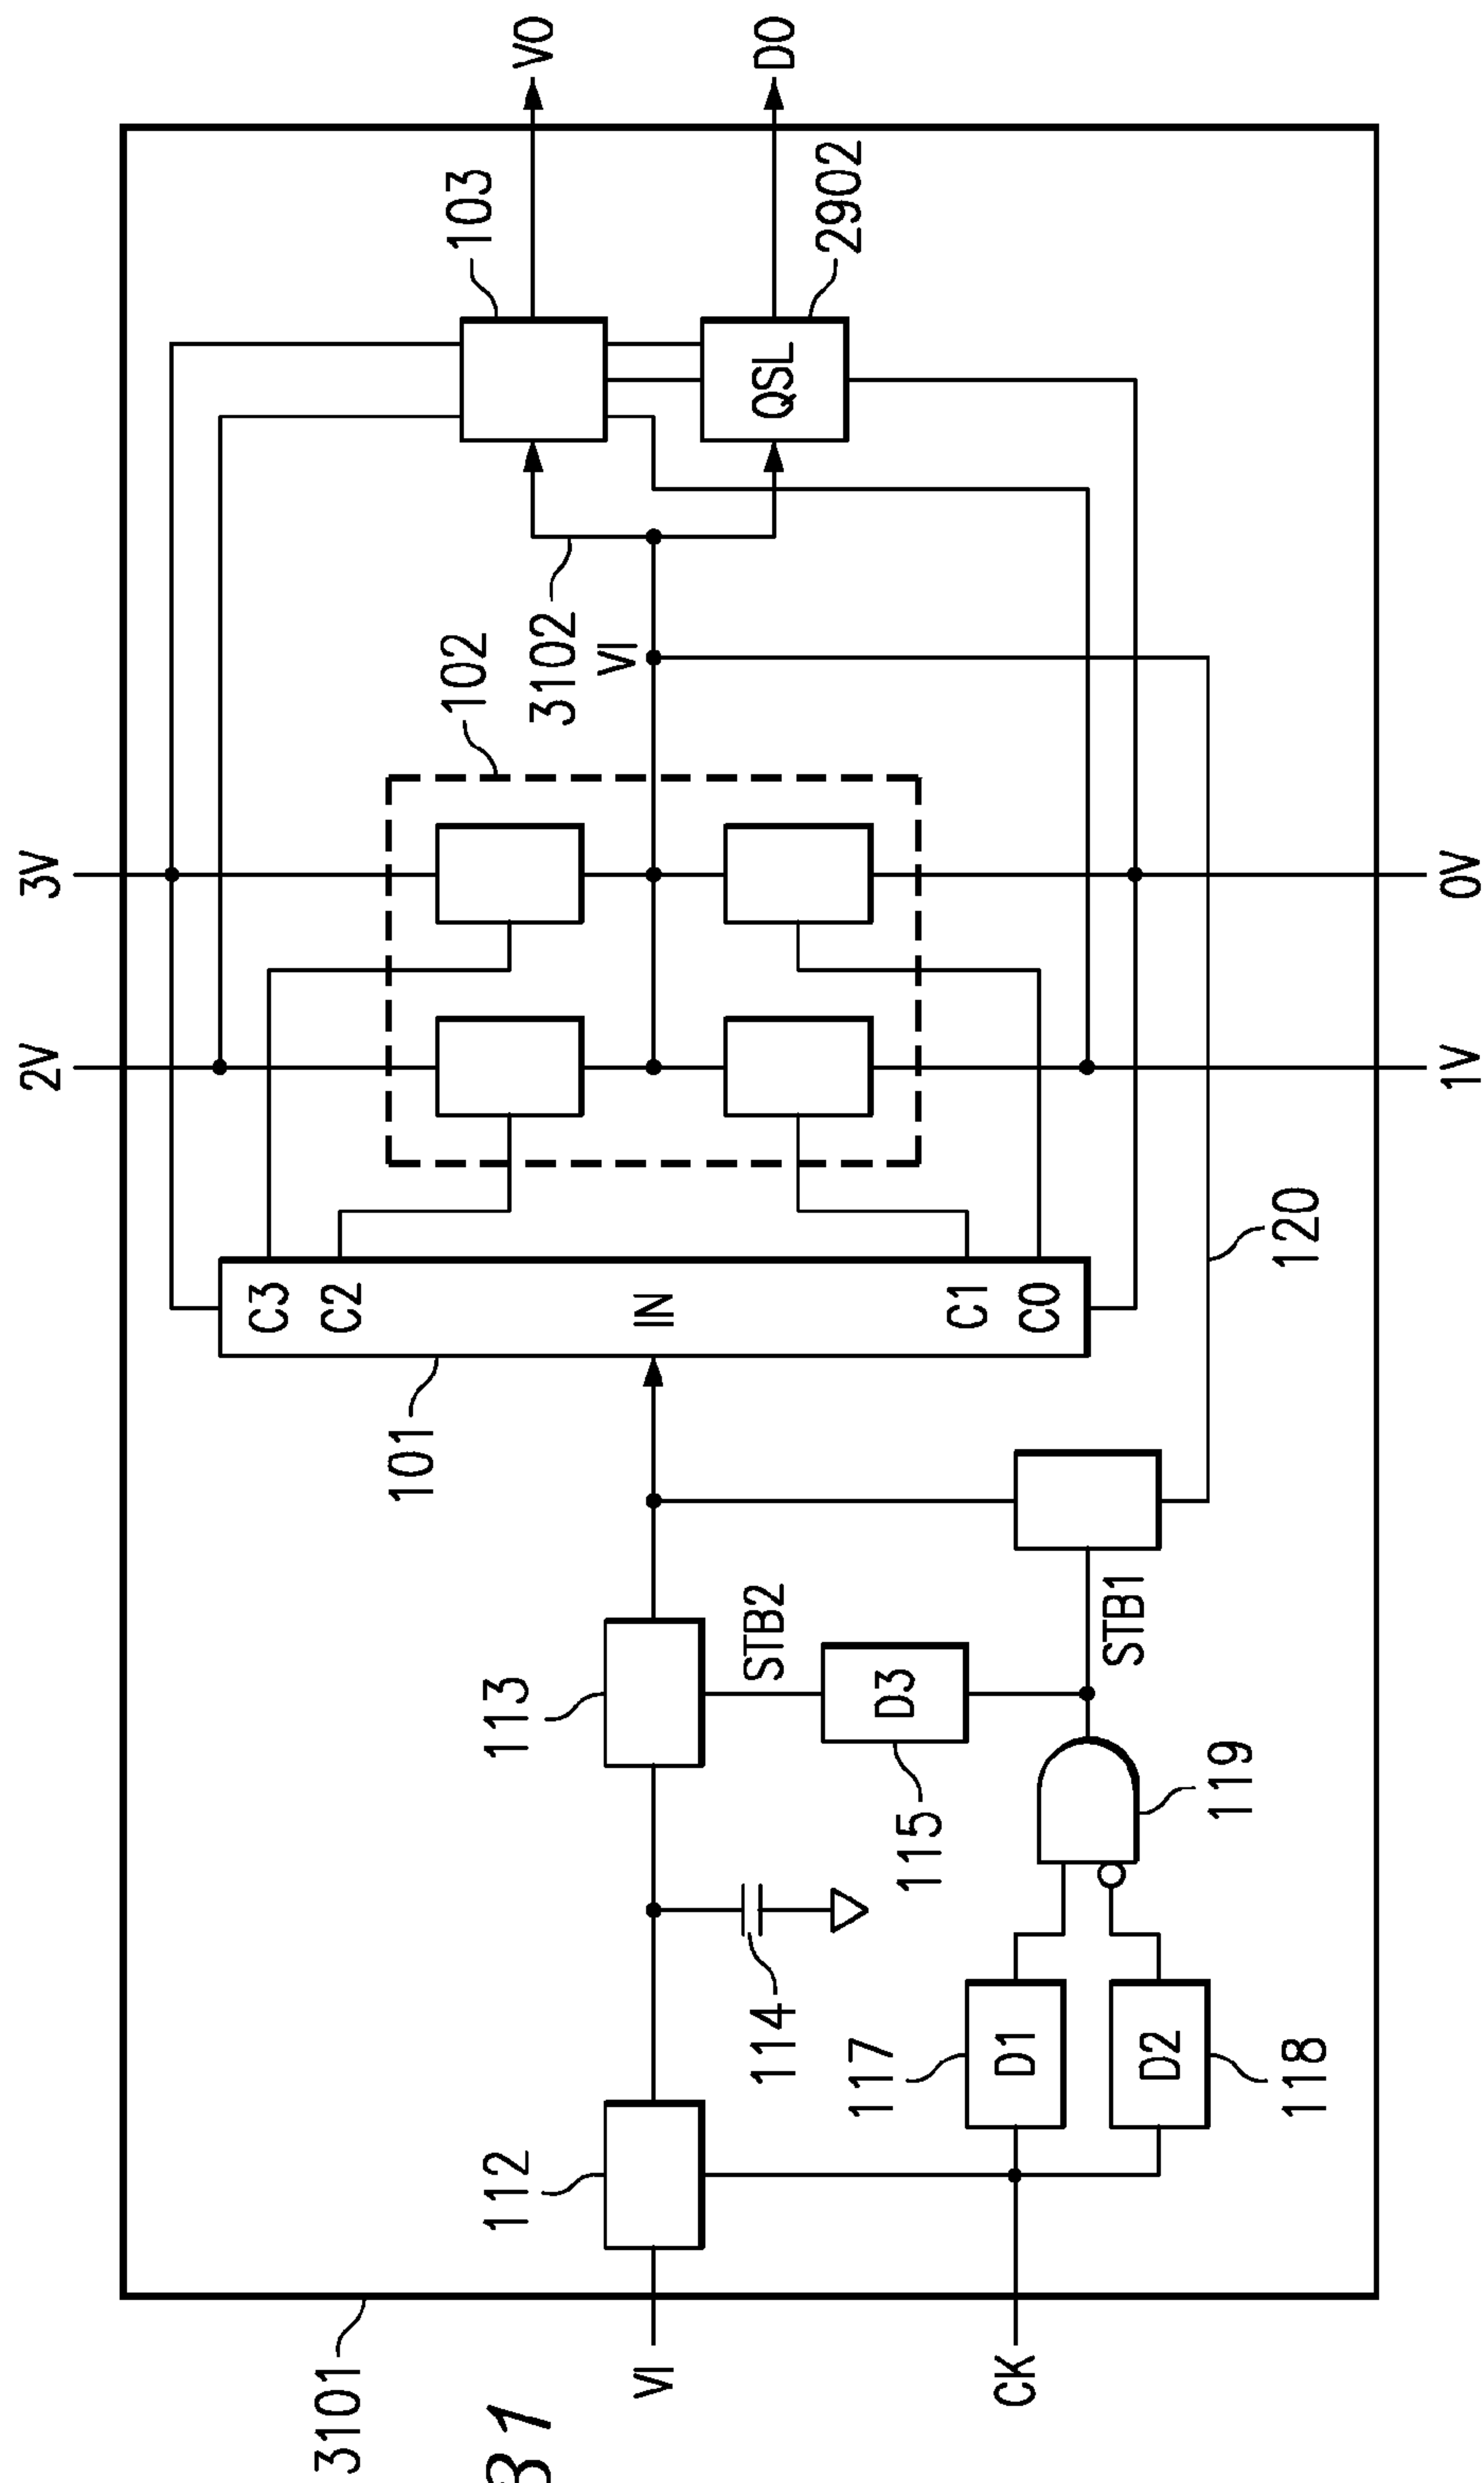 3V
2V
VO
DO
103
2902
QSL
102
3102
VI
C3
C2
IN
C1
C0
101
120
113
STB2
STB1
D3
115
119
114
112
117
D1
D2
118
VI
CK
1V
0V
3101
31